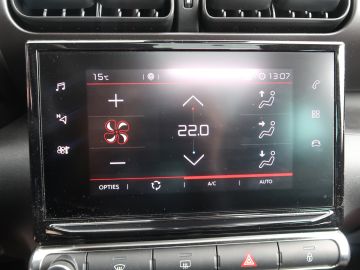 15℃ 13:07
+
22.0
−
OPTIES A/C AUTO
N